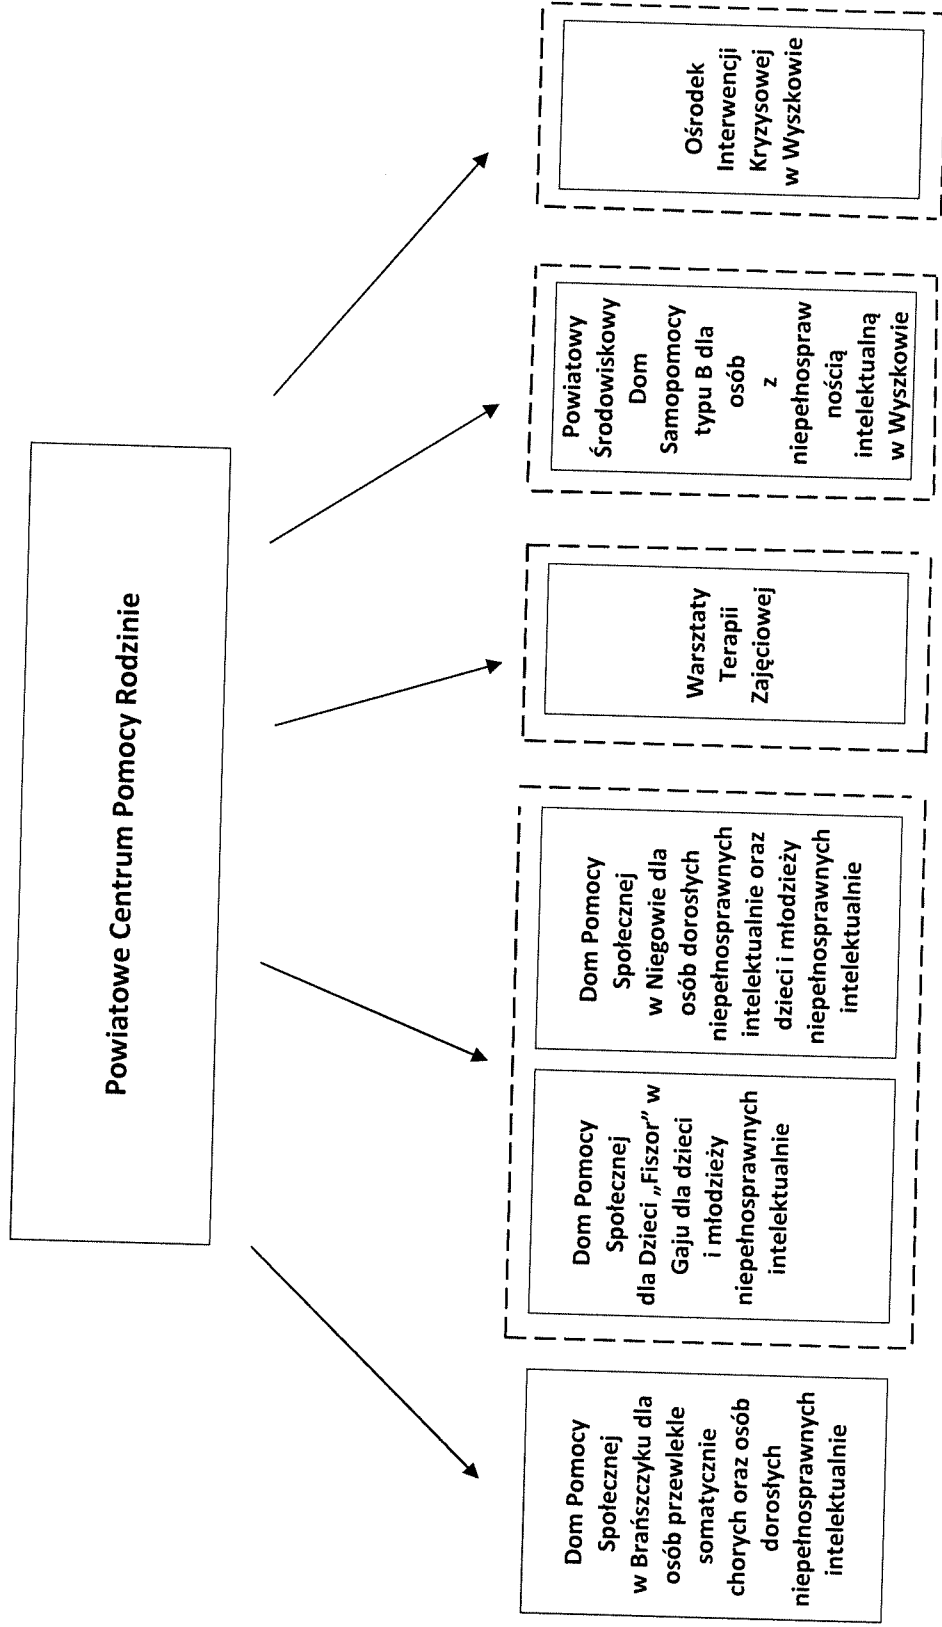 Powiatowe Centrum Pomocy Rodzinie
Dom Pomocy
Społecznej
w Brańszczyku dla
osób przewlekle
somatycznie
chorych oraz osób
dorosłych
niepełnosprawnych
intelektualnie
Dom Pomocy
Społecznej
dla Dzieci „Fiszor” w
Gaju dla dzieci
i młodzieży
niepełnosprawnych
intelektualnie
Dom Pomocy
Społecznej
w Niegowie dla
osób dorosłych
niepełnosprawnych
intelektualnie oraz
dzieci i młodzieży
niepełnosprawnych
intelektualnie
Warsztaty
Terapii
Zajęciowej
Powiatowy
Środowiskowy
Dom
Samopomocy
typu B dla
osób
z
niepełnospraw
nością
intelektualną
w Wyszkowie
Ośrodek
Interwencji
Kryzysowej
w Wyszkowie